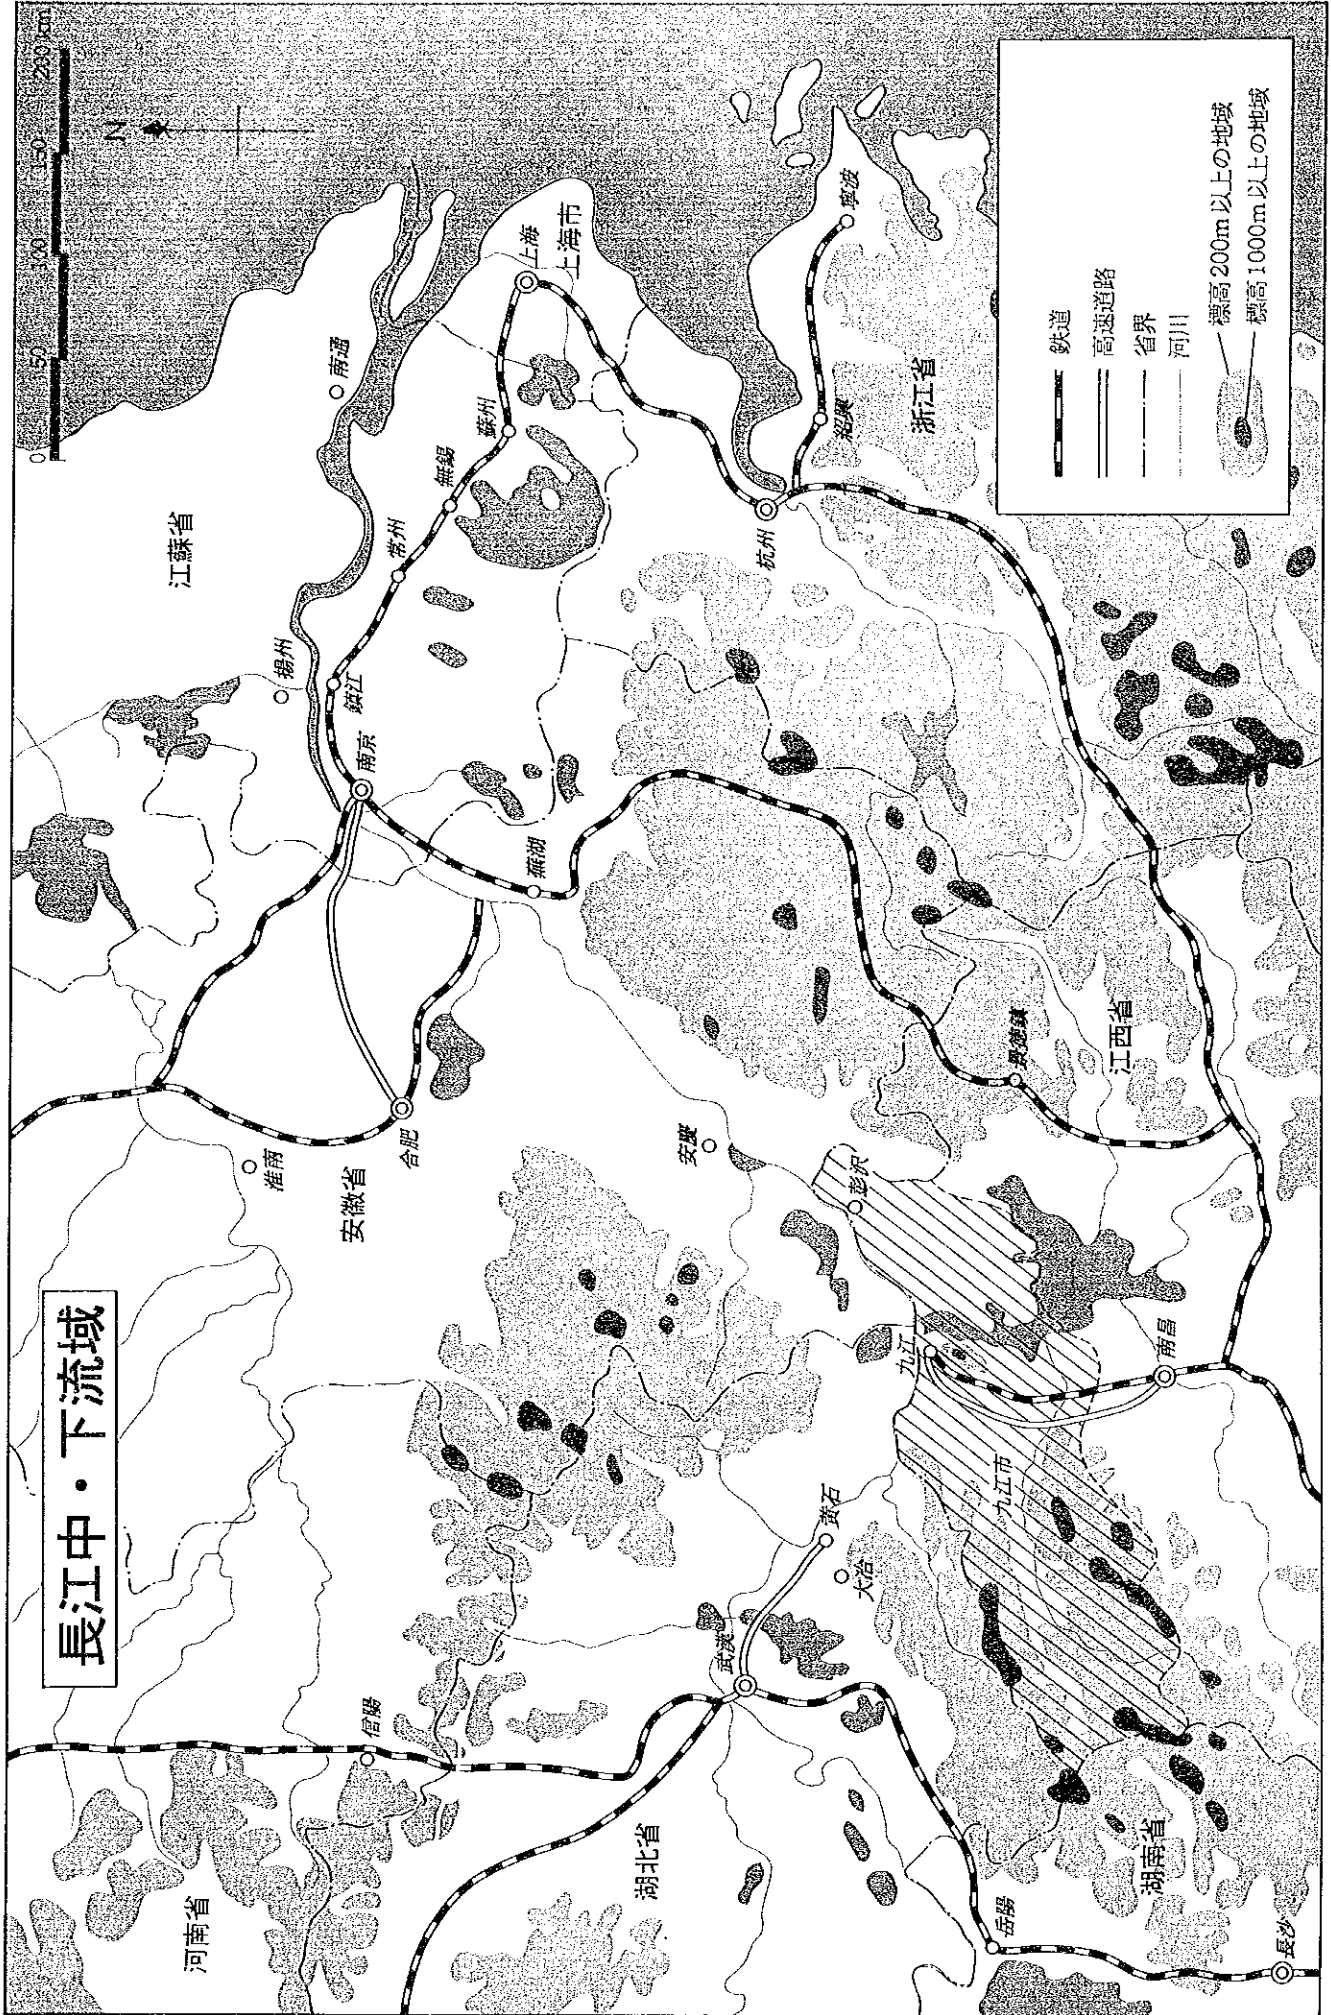 長江中・下流域
0 50 100 150 200km
N
河南省
信陽
湖北省
武漢
黄石
大冶
岳陽
長沙
湖南省
安徽省
淮南
合肥
安慶
彭沢
九江
九江市
南昌
江西省
景徳鎮
蕪湖
南京
鎮江
揚州
江蘇省
常州
無錫
蘇州
南通
上海
上海市
杭州
紹興
寧波
浙江省
鉄道
高速道路
省界
河川
標高200m以上の地域
標高1000m以上の地域